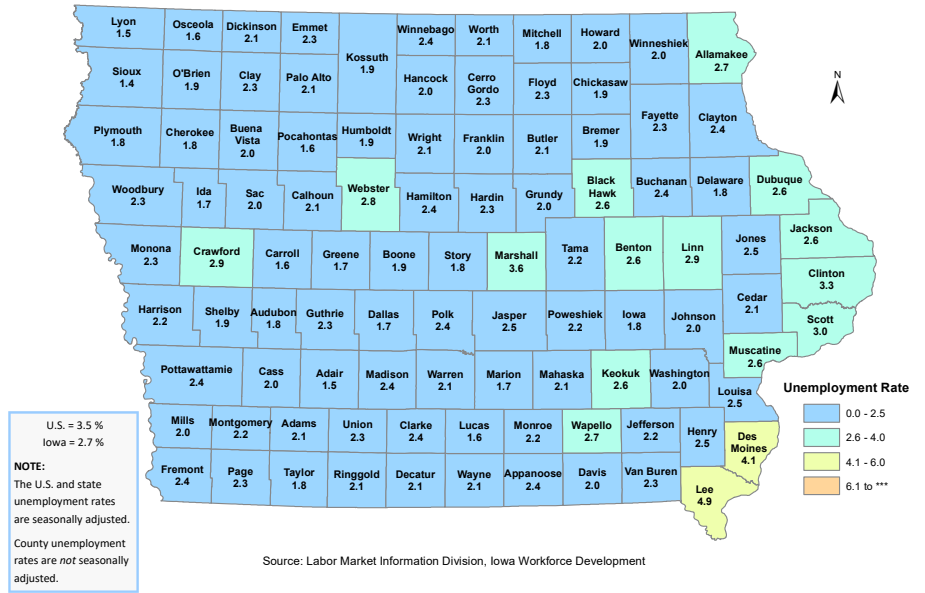 Lyon
1.5
Osceola
1.6
Dickinson
2.1
Emmet
2.3
Kossuth
1.9
Winnebago
2.4
Worth
2.1
Mitchell
1.8
Howard
2.0
Winneshiek
2.0
Allamakee
2.7
Sioux
1.4
O'Brien
1.9
Clay
2.3
Palo Alto
2.1
Hancock
2.0
Cerro
Gordo
2.3
Floyd
2.3
Chickasaw
1.9
N
Plymouth
1.8
Cherokee
1.8
Buena
Vista
2.0
Pocahontas
1.6
Humboldt
1.9
Wright
2.1
Franklin
2.0
Butler
2.1
Bremer
1.9
Fayette
2.3
Clayton
2.4
Woodbury
2.3
Ida
1.7
Sac
2.0
Calhoun
2.1
Webster
2.8
Hamilton
2.4
Hardin
2.3
Grundy
2.0
Black
Hawk
2.6
Buchanan
2.4
Delaware
1.8
Dubuque
2.6
Monona
2.3
Crawford
2.9
Carroll
1.6
Greene
1.7
Boone
1.9
Story
1.8
Marshall
3.6
Tama
2.2
Benton
2.6
Linn
2.9
Jones
2.5
Jackson
2.6
Clinton
3.3
Harrison
2.2
Shelby
1.9
Audubon
1.8
Guthrie
2.3
Dallas
1.7
Polk
2.4
Jasper
2.5
Poweshiek
2.2
Iowa
1.8
Johnson
2.0
Cedar
2.1
Scott
3.0
Muscatine
2.6
Pottawattamie
2.4
Cass
2.0
Adair
1.5
Madison
2.4
Warren
2.1
Marion
1.7
Mahaska
2.1
Keokuk
2.6
Washington
2.0
Louisa
2.5
Mills
2.0
Montgomery
2.2
Adams
2.1
Union
2.3
Clarke
2.4
Lucas
1.6
Monroe
2.2
Wapello
2.7
Jefferson
2.2
Henry
2.5
Des
Moines
4.1
Fremont
2.4
Page
2.3
Taylor
1.8
Ringgold
2.1
Decatur
2.1
Wayne
2.1
Appanoose
2.4
Davis
2.0
Van Buren
2.3
Lee
4.9
Unemployment Rate
0.0 - 2.5
2.6 - 4.0
4.1 - 6.0
6.1 to ***
U.S. = 3.5 %
Iowa = 2.7 %
NOTE:
The U.S. and state
unemployment rates
are seasonally adjusted.
County unemployment
rates are not seasonally
adjusted.
Source: Labor Market Information Division, Iowa Workforce Development